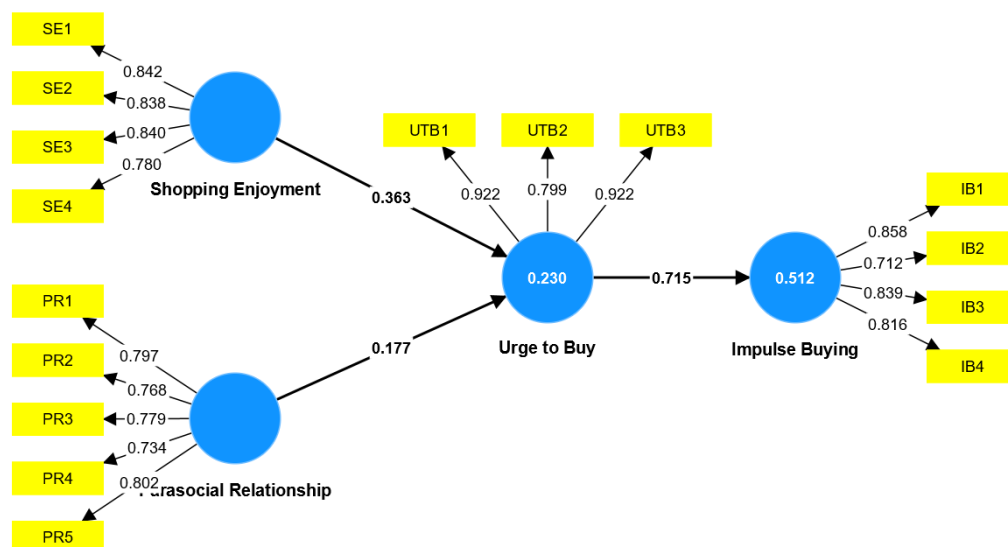 SE1
0.842
SE2
0.838
SE3
0.840
SE4
0.780
Shopping Enjoyment
0.363
UTB1
UTB2
UTB3
0.922
0.799
0.922
0.230
Urge to Buy
0.715
IB1
0.858
IB2
0.712
IB3
0.839
IB4
0.816
0.512
Impulse Buying
PR1
0.797
PR2
0.768
PR3
0.779
PR4
0.734
PR5
0.802
Parasocial Relationship
0.177